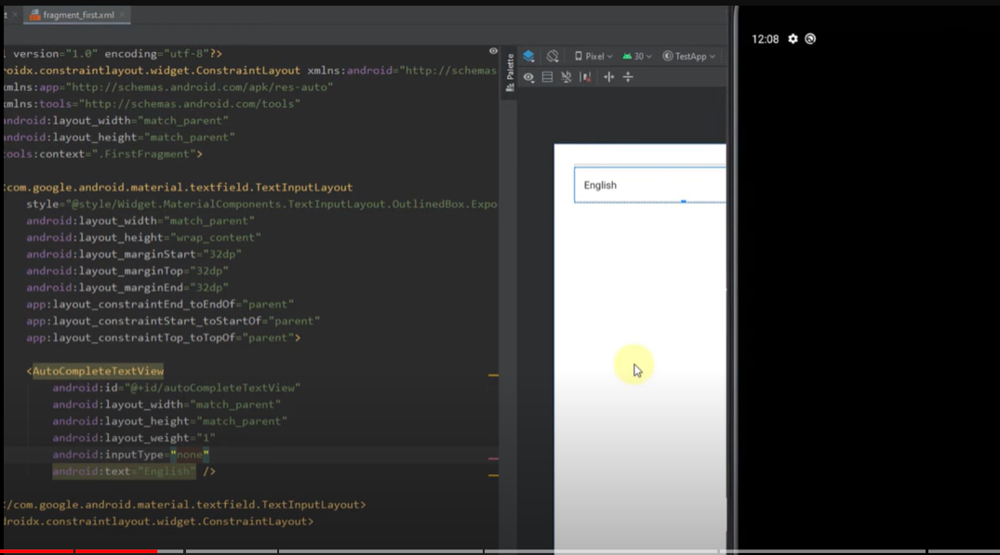 t
fragment_first.xml
12:08
version="1.0" encoding="utf-8"?>
roidx.constraintlayout.widget.ConstraintLayout xmlns:android="http://schemas
xmlns:app="http://schemas.android.com/apk/res-auto"
xmlns:tools="http://schemas.android.com/tools"
android:layout_width="match_parent"
android:layout_height="match_parent"
tools:context=".FirstFragment">
Palette
Pixel 30 TestApp
English
com.google.android.material.textfield.TextInputLayout
style="@style/Widget.MaterialComponents.TextInputLayout.OutlinedBox.Expo
android:layout_width="match_parent"
android:layout_height="wrap_content"
android:layout_marginStart="32dp"
android:layout_marginTop="32dp"
android:layout_marginEnd="32dp"
app:layout_constraintEnd_toEndOf="parent"
app:layout_constraintStart_toStartOf="parent"
app:layout_constraintTop_toTopOf="parent">
<AutoCompleteTextView
android:id="@+id/autoCompleteTextView"
android:layout_width="match_parent"
android:layout_height="match_parent"
android:layout_weight="1"
android:inputType="none"
android:text="English" />
/com.google.android.material.textfield.TextInputLayout>
droidx.constraintlayout.widget.ConstraintLayout>